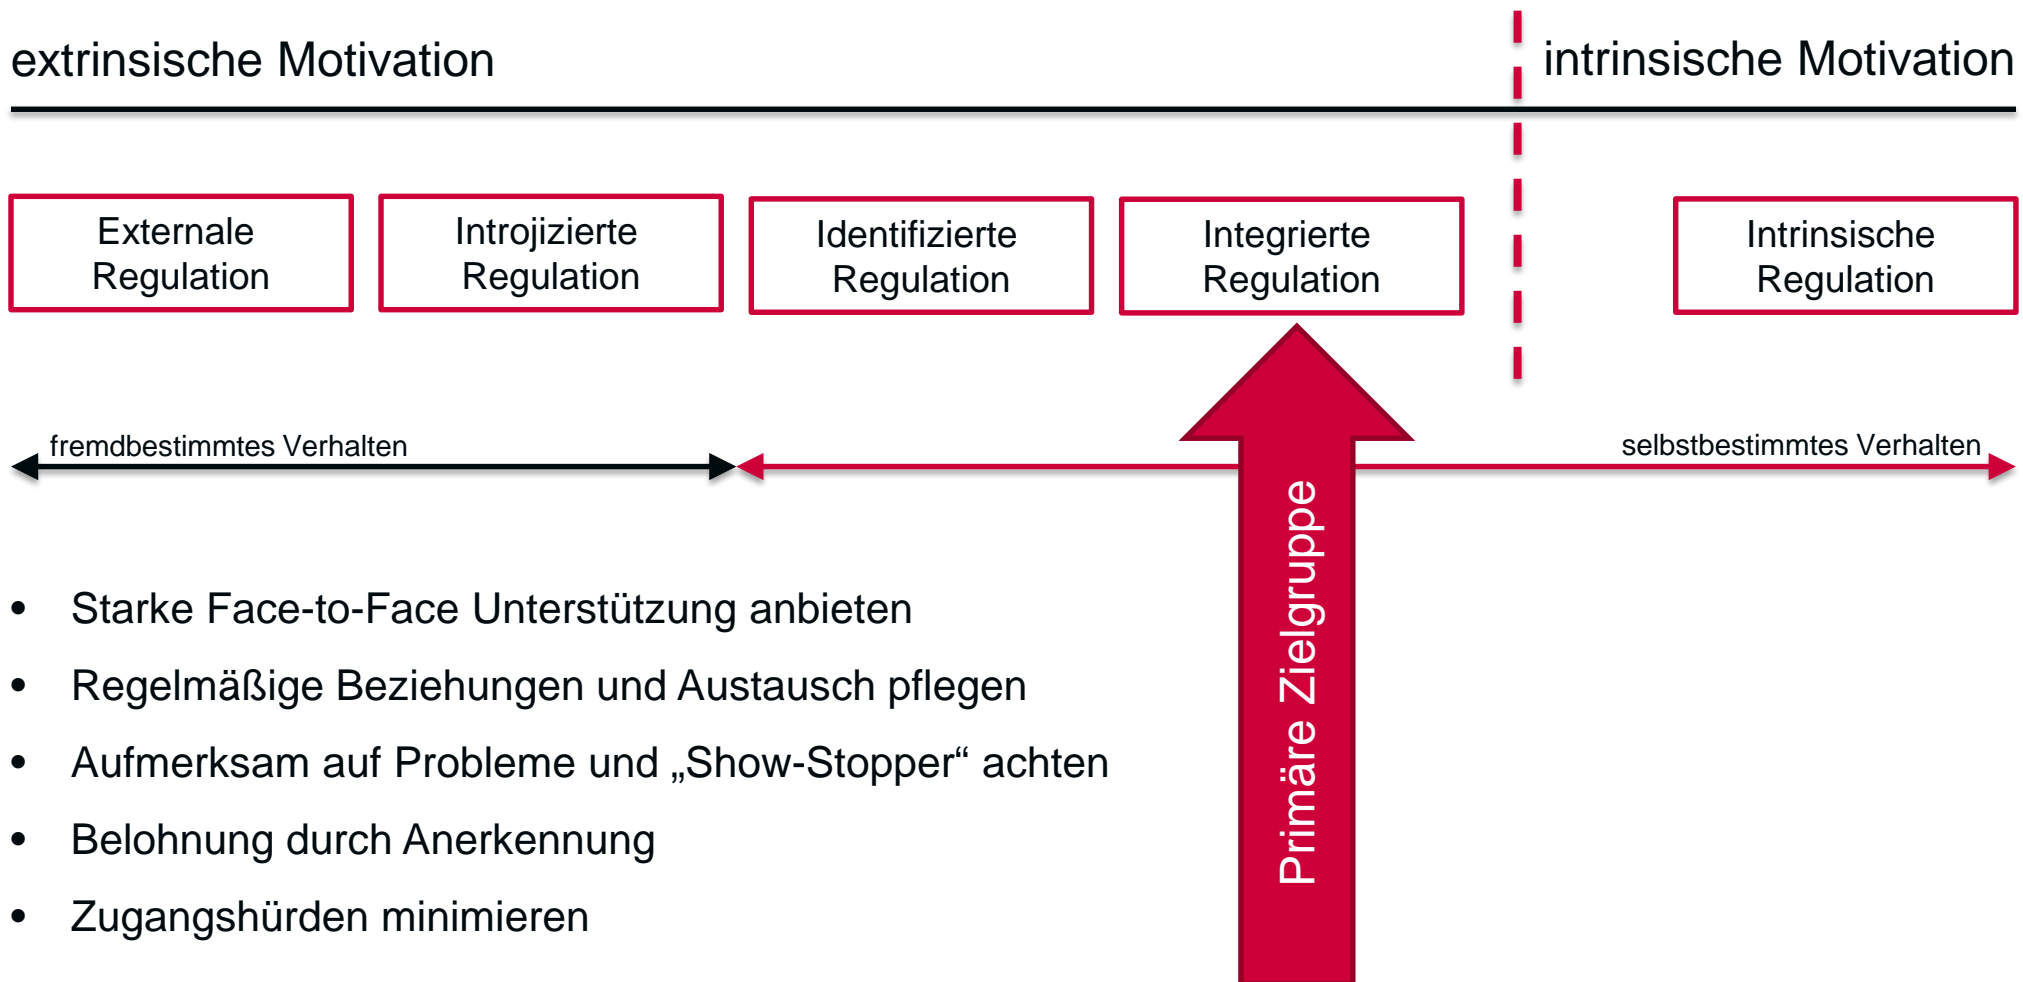 extrinsische Motivation
intrinsische Motivation
Externale
Regulation
Introjizierte
Regulation
Identifizierte
Regulation
Integrierte
Regulation
Intrinsische
Regulation
fremdbestimmtes Verhalten
selbstbestimmtes Verhalten
• Starke Face-to-Face Unterstützung anbieten
• Regelmäßige Beziehungen und Austausch pflegen
• Aufmerksam auf Probleme und „Show-Stopper“ achten
• Belohnung durch Anerkennung
• Zugangshürden minimieren
Primäre Zielgruppe